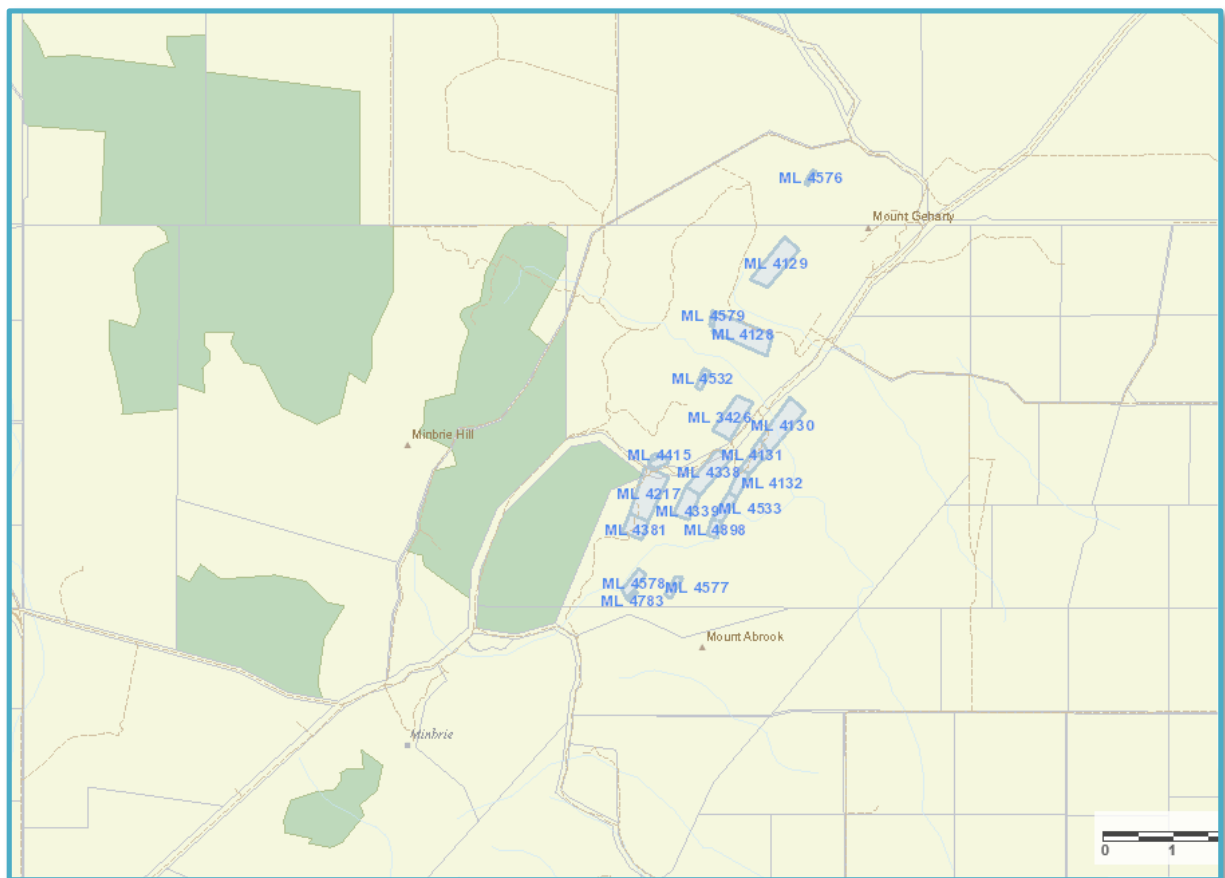 ML 4576
Mount Geharty
ML 4129
ML 4579
ML 4128
ML 4532
ML 3426
ML 4130
Minbrie Hill
ML 4415
ML 4131
ML 4338
ML 4132
ML 4217
ML 4339
ML 4533
ML 4381
ML 4898
ML 4578
ML 4577
ML 4783
Mount Abrook
Minbrie
0 1